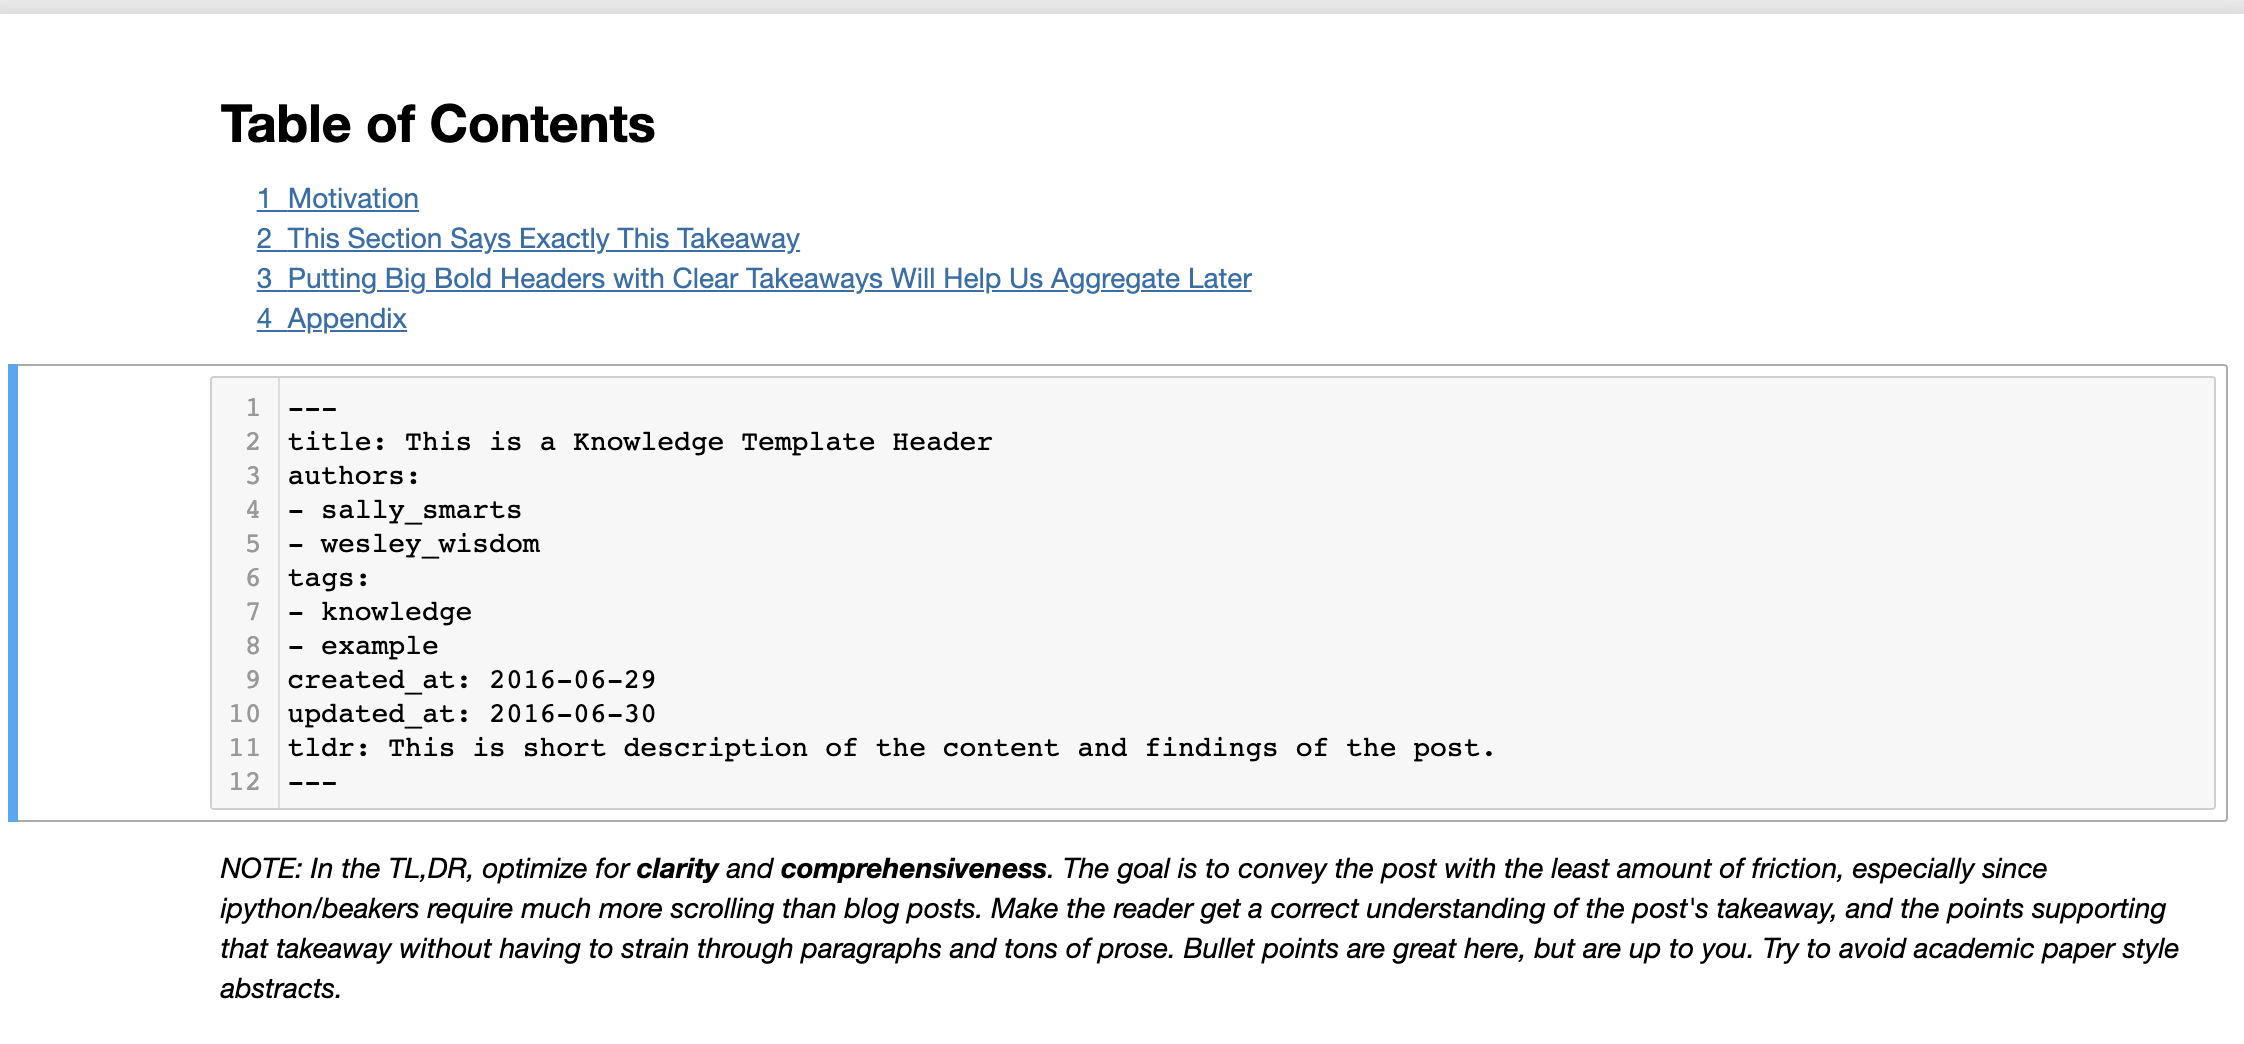 Table of Contents
1 Motivation
2 This Section Says Exactly This Takeaway
3 Putting Big Bold Headers with Clear Takeaways Will Help Us Aggregate Later
4 Appendix
1 ---
2 title: This is a Knowledge Template Header
3 authors:
4 - sally_smarts
5 - wesley_wisdom
6 tags:
7 - knowledge
8 - example
9 created_at: 2016-06-29
10 updated_at: 2016-06-30
11 tldr: This is short description of the content and findings of the post.
12 ---
NOTE: In the TL,DR, optimize for clarity and comprehensiveness. The goal is to convey the post with the least amount of friction, especially since
ipython/beakers require much more scrolling than blog posts. Make the reader get a correct understanding of the post's takeaway, and the points supporting
that takeaway without having to strain through paragraphs and tons of prose. Bullet points are great here, but are up to you. Try to avoid academic paper style
abstracts.